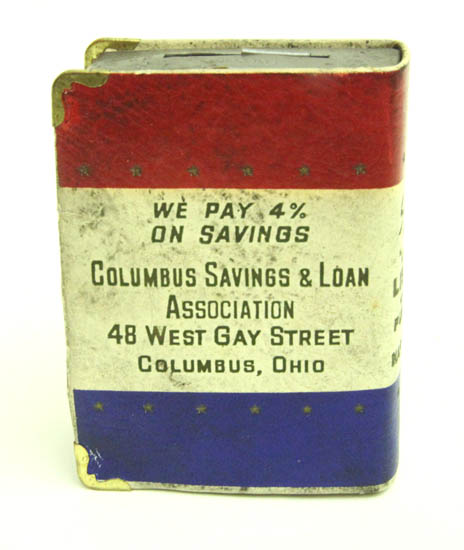 WE PAY 4%
ON SAVINGS
COLUMBUS SAVINGS & LOAN
ASSOCIATION
48 WEST GAY STREET
COLUMBUS, OHIO